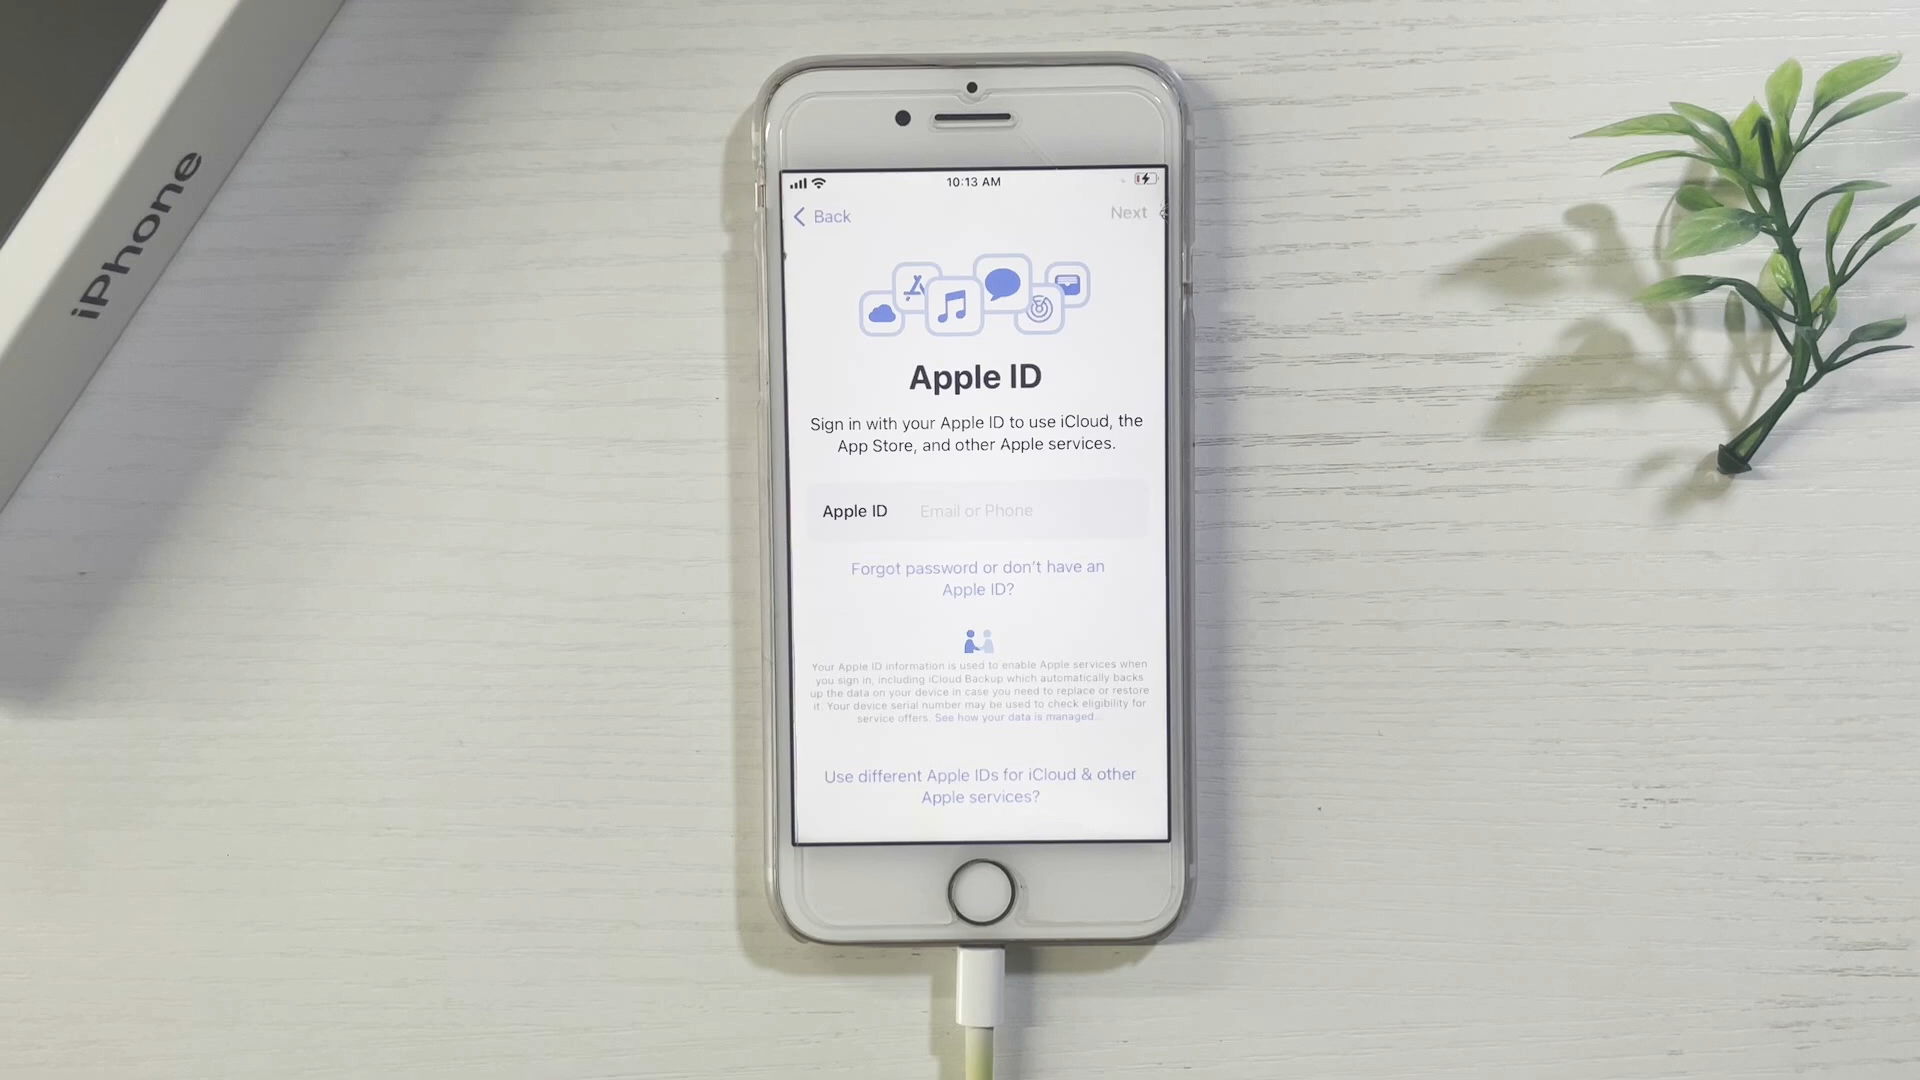 iPhone
10:13 AM
Back
Next
Apple ID
Sign in with your Apple ID to use iCloud, the
App Store, and other Apple services.
Apple ID Email or Phone
Forgot password or don't have an
Apple ID?
Your Apple ID information is used to enable Apple services when
you sign in, including iCloud Backup which automatically backs
up the data on your device in case you need to replace or restore
it. Your device serial number may be used to check eligibility for
service offers. See how your data is managed...
Use different Apple IDs for iCloud & other
Apple services?